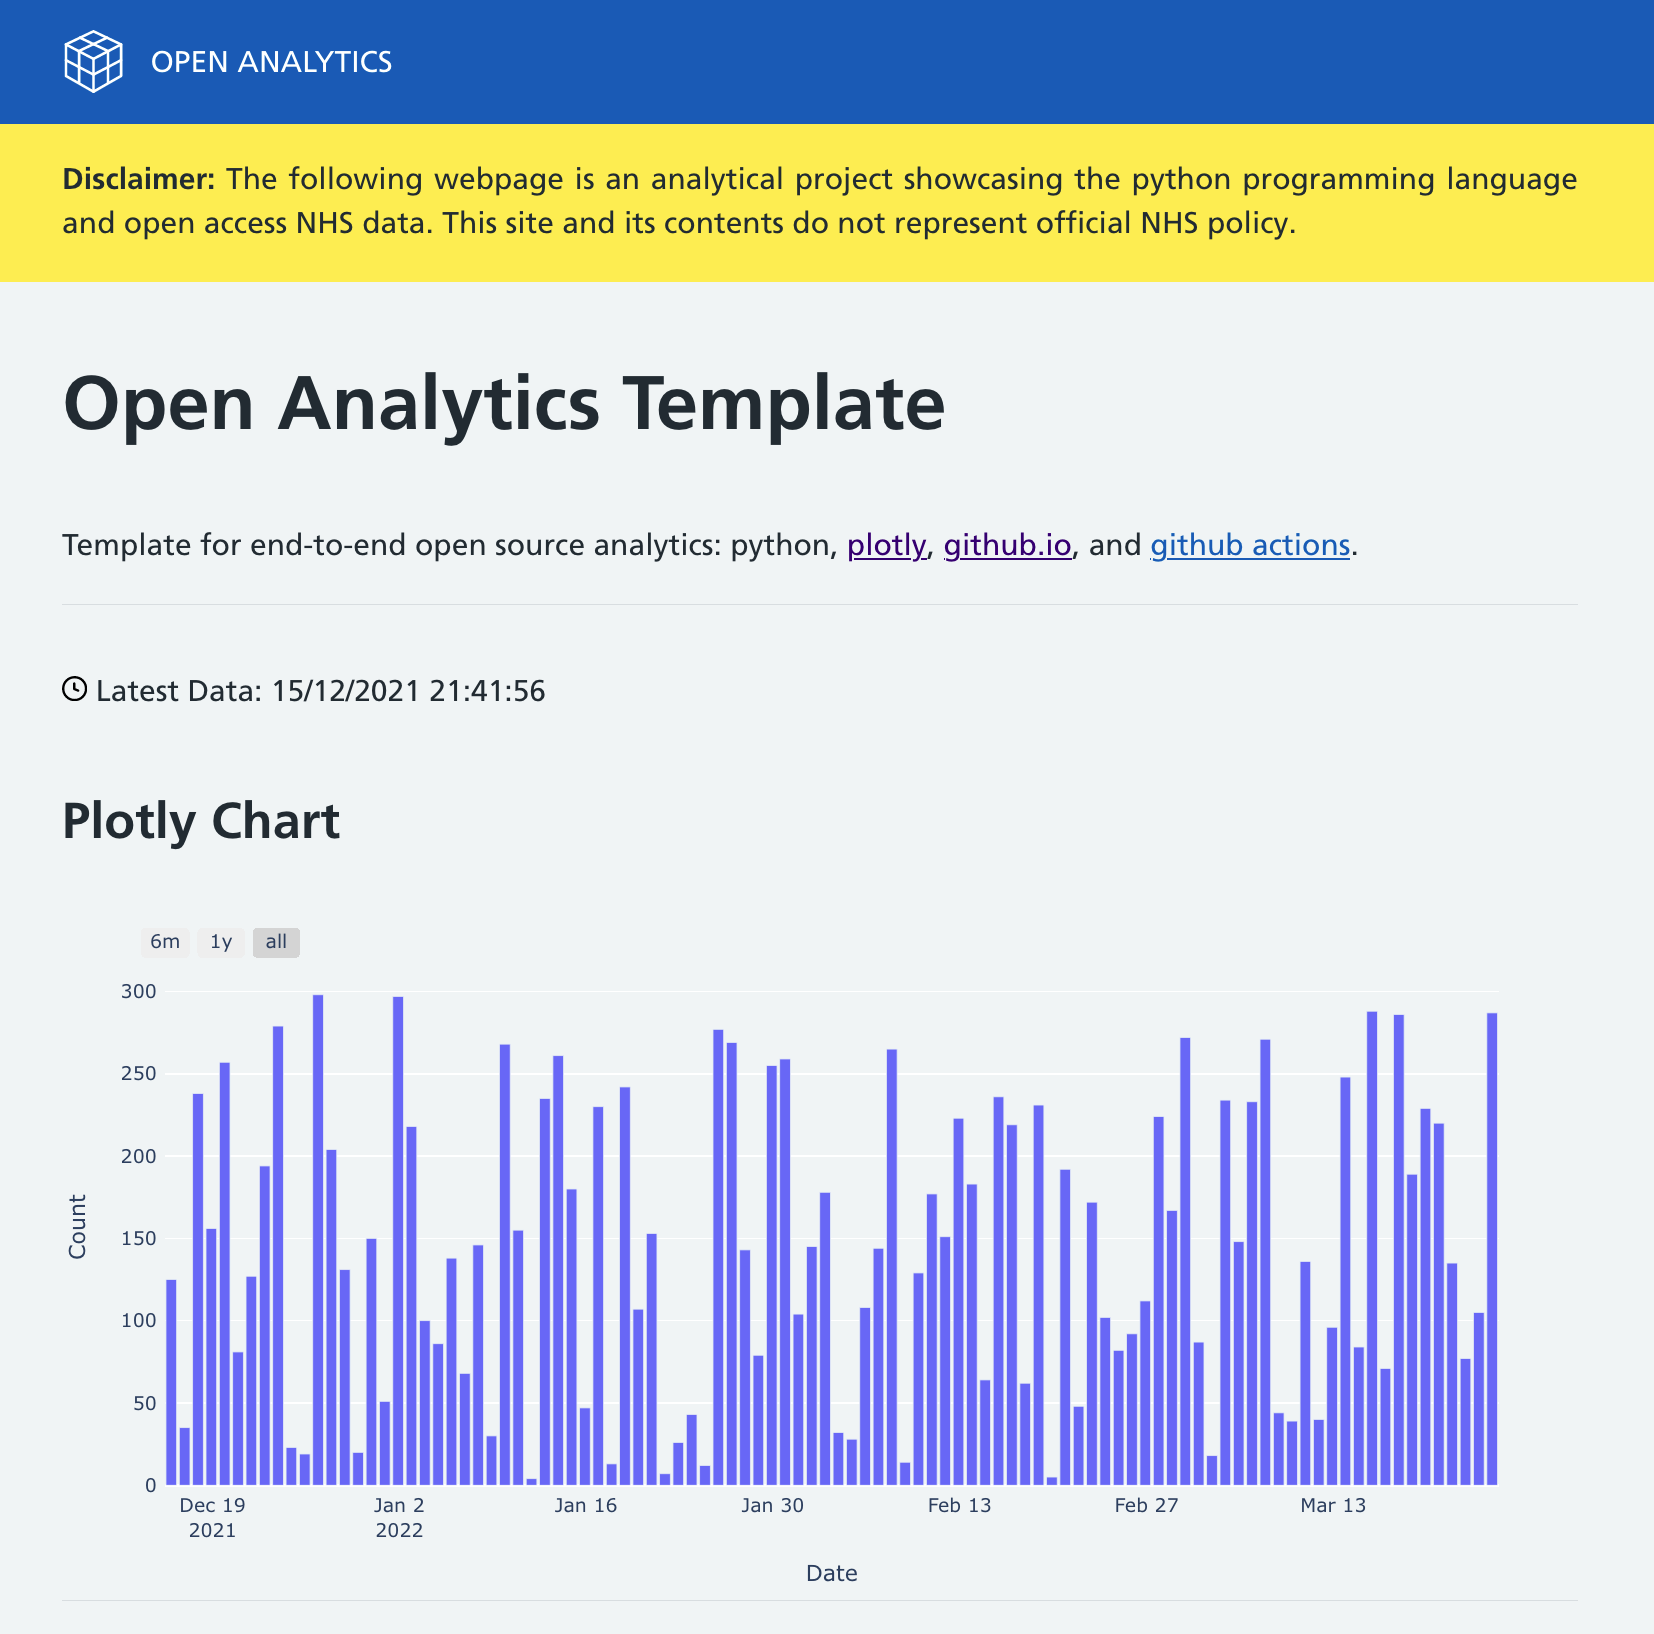 OPEN ANALYTICS
Disclaimer: The following webpage is an analytical project showcasing the python programming language
and open access NHS data. This site and its contents do not represent official NHS policy.
Open Analytics Template
Template for end-to-end open source analytics: python, plotly, github.io, and github actions.
Latest Data: 15/12/2021 21:41:56
Plotly Chart
6m 1y all
300
250
200
150
100
50
0
Count
Dec 19 Jan 2 Jan 16 Jan 30 Feb 13 Feb 27 Mar 13
2021 2022
Date